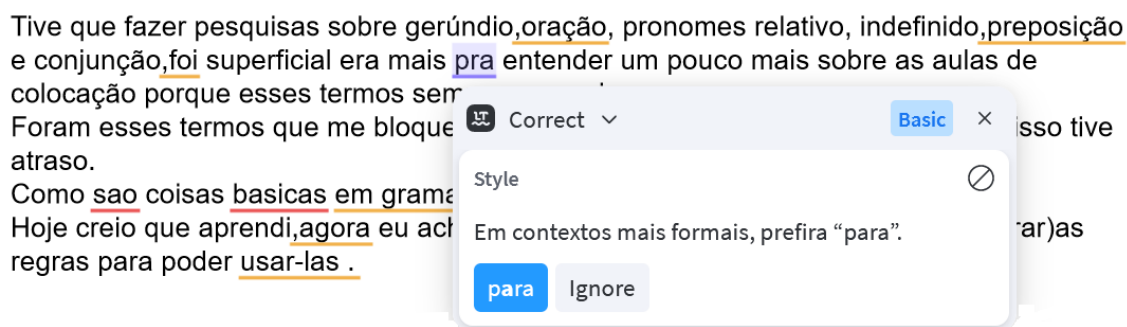 Tive que fazer pesquisas sobre gerúndio,oração, pronomes relativo, indefinido,preposição
e conjunção,foi superficial era mais pra entender um pouco mais sobre as aulas de
colocação porque esses termos sem
Correct
Basic
Foram esses termos que me bloque
isso tive
atraso.
Style
Como sao coisas basicas em grama
Hoje creio que aprendi,agora eu ach
Em contextos mais formais, prefira “para”.
rar)as
regras para poder usar-las .
para
Ignore